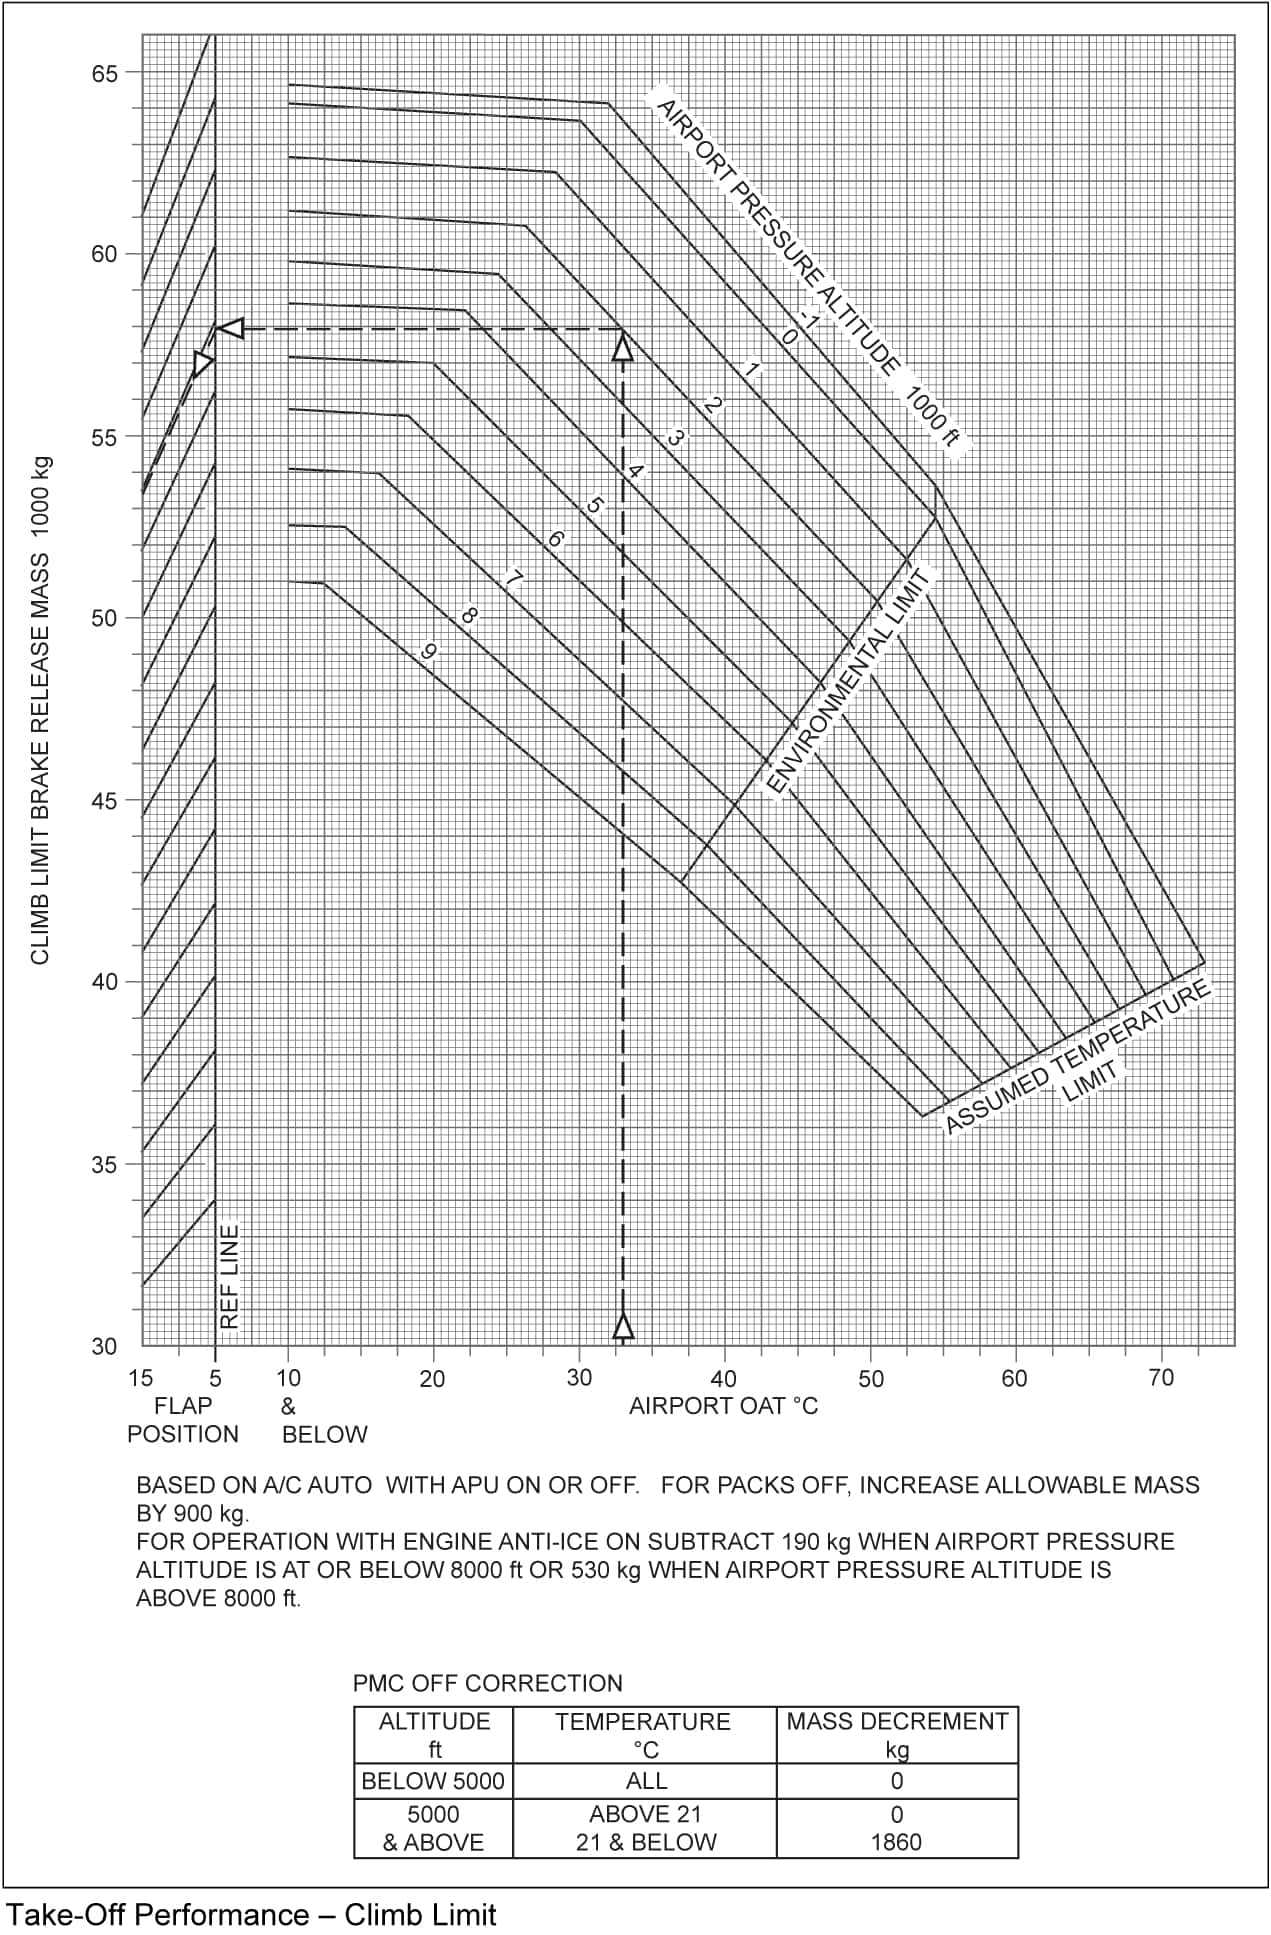 65
60
55
50
45
40
35
30
CLIMB LIMIT BRAKE RELEASE MASS 1000 kg
AIRPORT PRESSURE ALTITUDE 1000 ft
-1
0
1
2
3
4
5
6
7
8
9
ENVIRONMENTAL LIMIT
ASSUMED TEMPERATURE
LIMIT
REF LINE
15 5 10 20 30 40 50 60 70
FLAP & AIRPORT OAT °C
POSITION BELOW
BASED ON A/C AUTO WITH APU ON OR OFF. FOR PACKS OFF, INCREASE ALLOWABLE MASS
BY 900 kg.
FOR OPERATION WITH ENGINE ANTI-ICE ON SUBTRACT 190 kg WHEN AIRPORT PRESSURE
ALTITUDE IS AT OR BELOW 8000 ft OR 530 kg WHEN AIRPORT PRESSURE ALTITUDE IS
ABOVE 8000 ft.
PMC OFF CORRECTION
ALTITUDE TEMPERATURE MASS DECREMENT
ft °C kg
BELOW 5000 ALL 0
5000 ABOVE 21 0
& ABOVE 21 & BELOW 1860
Take-Off Performance – Climb Limit